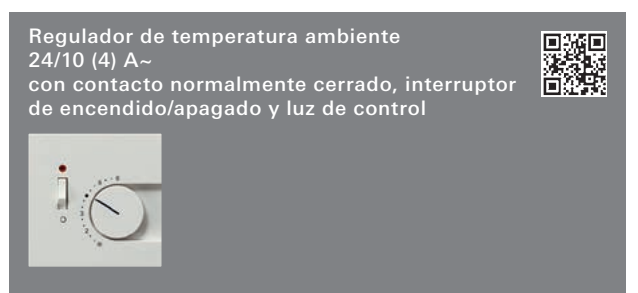 Regulador de temperatura ambiente
24/10 (4) A~
con contacto normalmente cerrado, interruptor
de encendido/apagado y luz de control